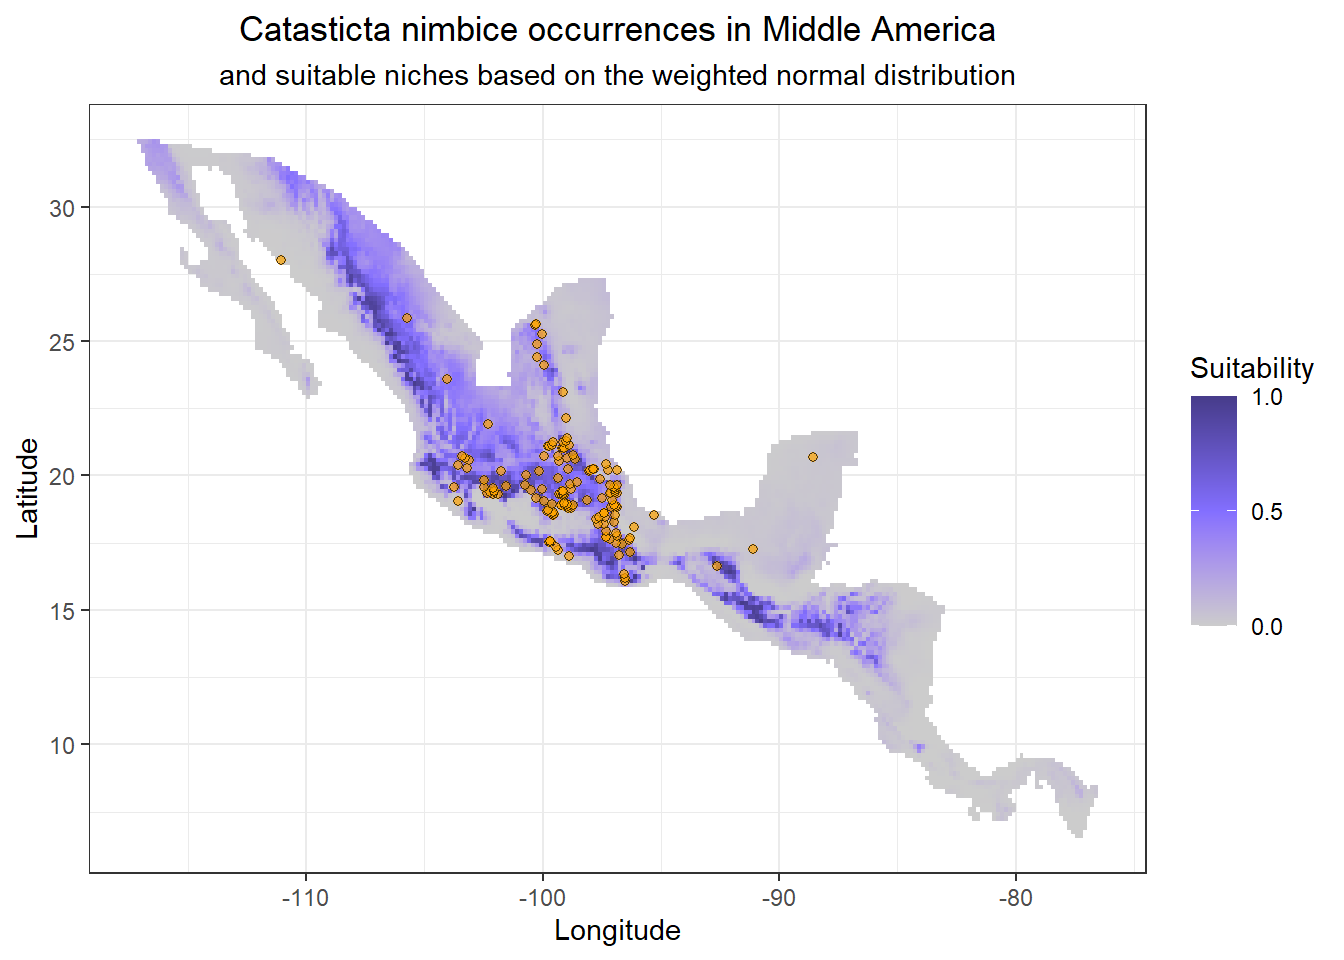 Catasticta nimbice occurrences in Middle America
and suitable niches based on the weighted normal distribution
30
25
20
15
10
Latitude
-110
-100
-90
-80
Longitude
Suitability
1.0
0.5
0.0